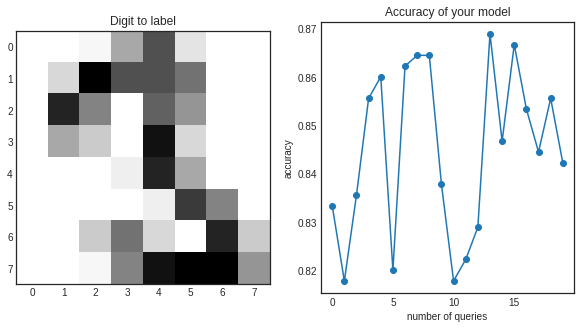 Digit to label
0
1
2
3
4
5
6
7
0 1 2 3 4 5 6 7
Accuracy of your model
accuracy
0.87
0.86
0.85
0.84
0.83
0.82
0 5 10 15
number of queries